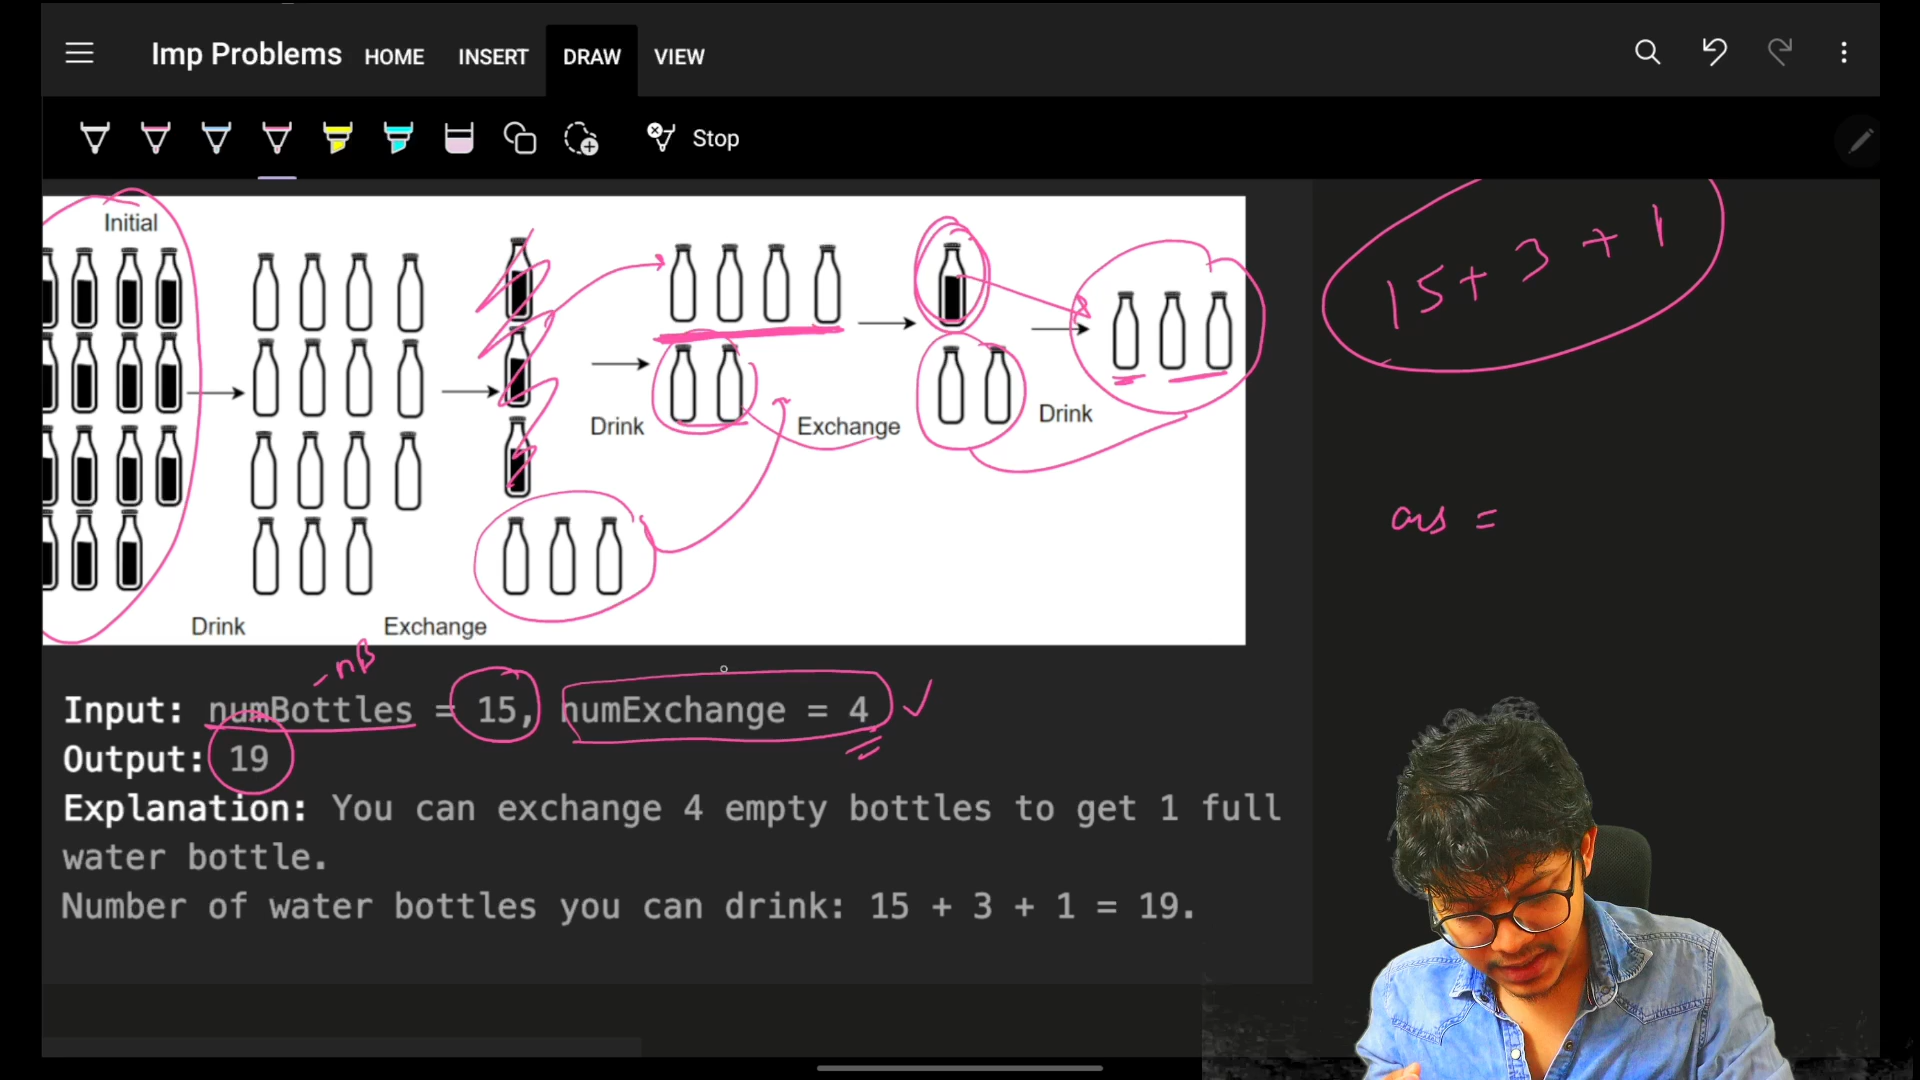 Imp Problems HOME INSERT DRAW VIEW
Stop
Initial
15 + 3 + 1
Drink Exchange Drink
ans =
Drink Exchange
nB
Input: numBottles = 15, numExchange = 4
Output: 19
Explanation: You can exchange 4 empty bottles to get 1 full
water bottle.
Number of water bottles you can drink: 15 + 3 + 1 = 19.